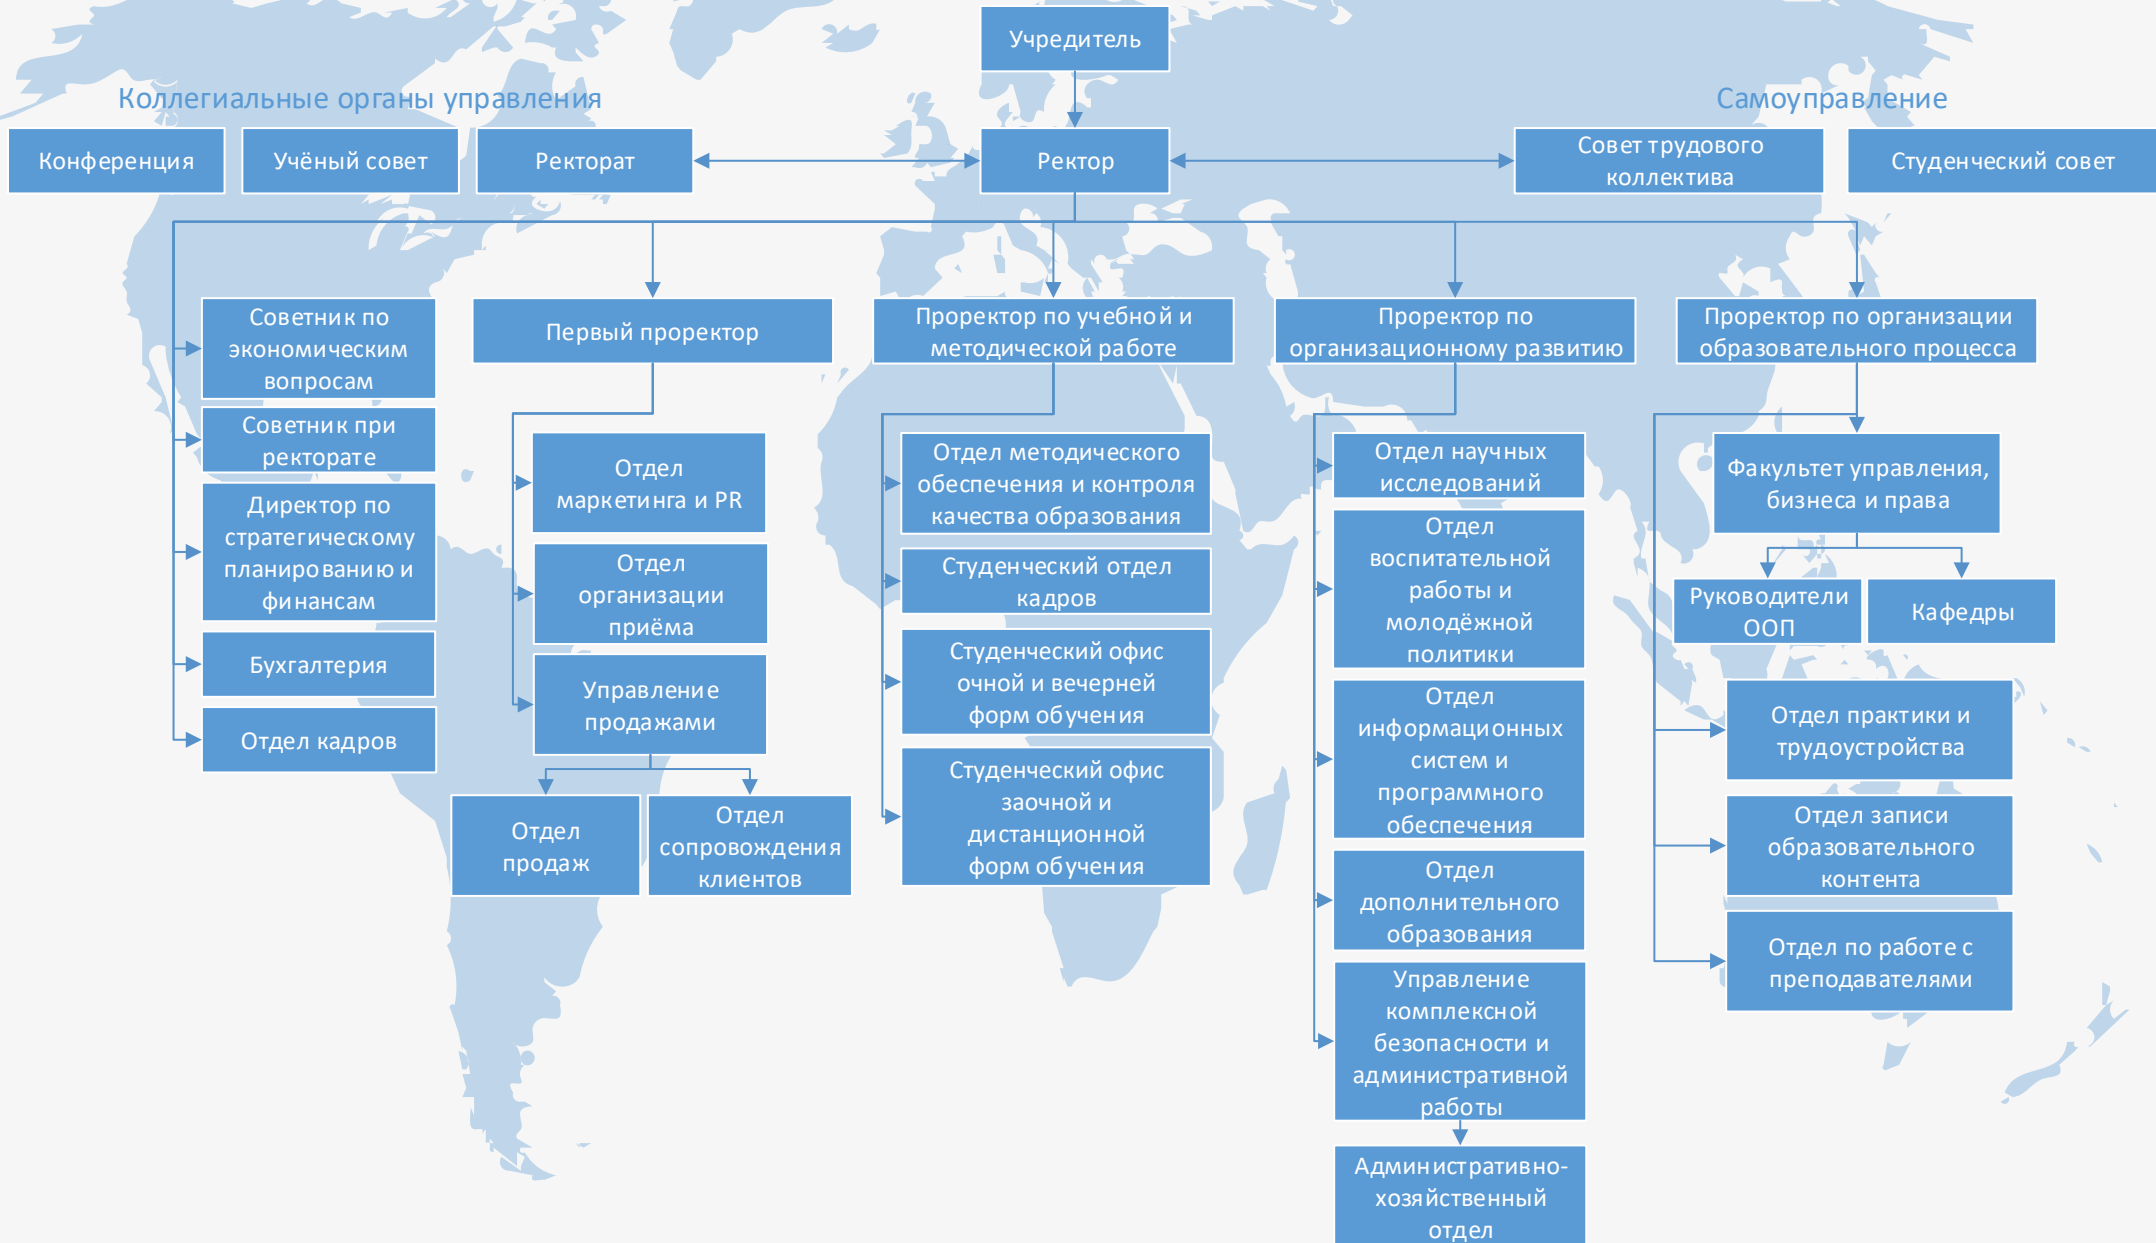 Учредитель
Коллегиальные органы управления
Самоуправление
Конференция
Учёный совет
Ректорат
Ректор
Совет трудового
коллектива
Студенческий совет
Советник по
экономическим
вопросам
Советник при
ректорате
Директор по
стратегическому
планированию и
финансам
Бухгалтерия
Отдел кадров
Первый проректор
Отдел
маркетинга и PR
Отдел
организации
приёма
Управление
продажами
Отдел
продаж
Отдел
сопровождения
клиентов
Проректор по учебной и
методической работе
Отдел методического
обеспечения и контроля
качества образования
Студенческий отдел
кадров
Студенческий офис
очной и вечерней
форм обучения
Студенческий офис
заочной и
дистанционной
форм обучения
Проректор по
организационному развитию
Отдел научных
исследований
Отдел
воспитательной
работы и
молодёжной
политики
Отдел
информационных
систем и
программного
обеспечения
Отдел
дополнительного
образования
Управление
комплексной
безопасности и
административной
работы
Административно-
хозяйственный
отдел
Проректор по организации
образовательного процесса
Факультет управления,
бизнеса и права
Руководители
ООП
Кафедры
Отдел практики и
трудоустройства
Отдел записи
образовательного
контента
Отдел по работе с
преподавателями